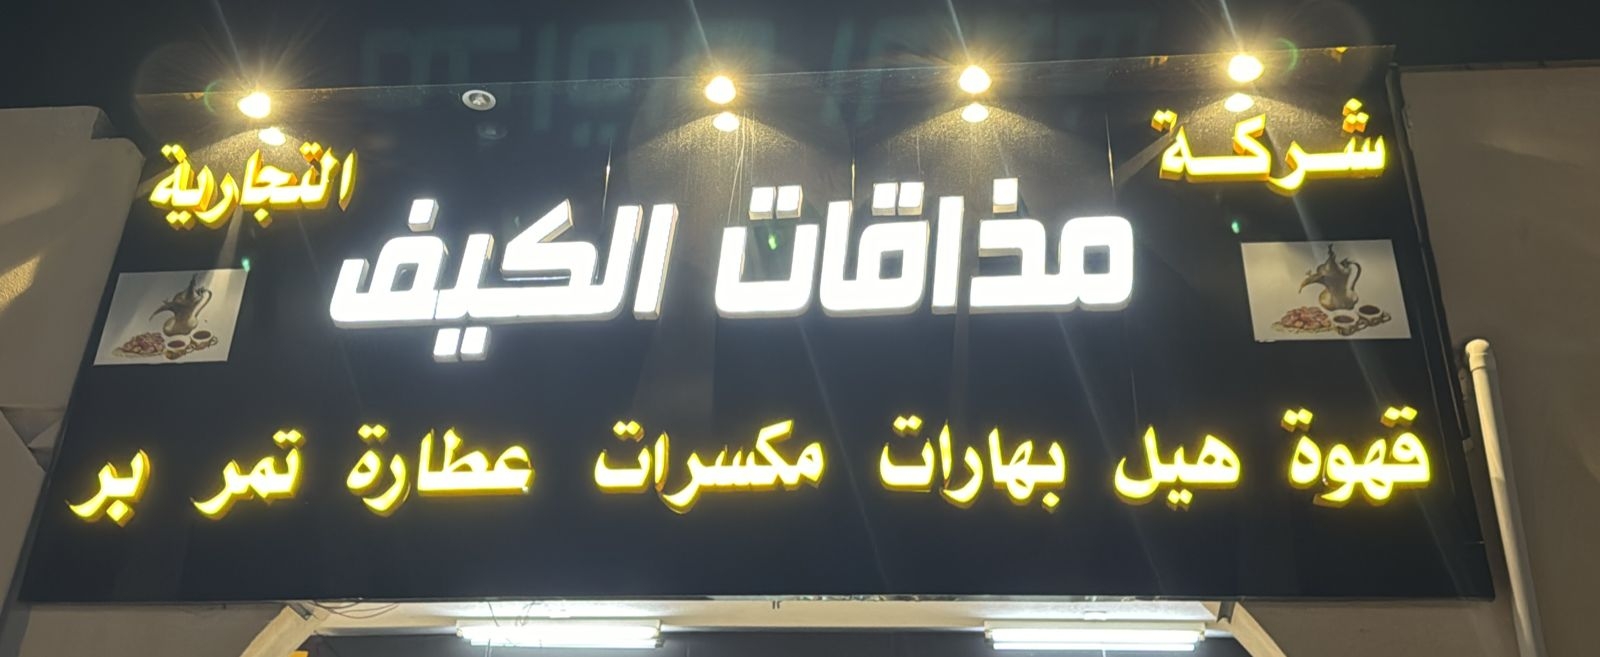 شركة
مذاقات الكيف
التجارية
قهوة هيل بهارات مكسرات عطارة تمر بر